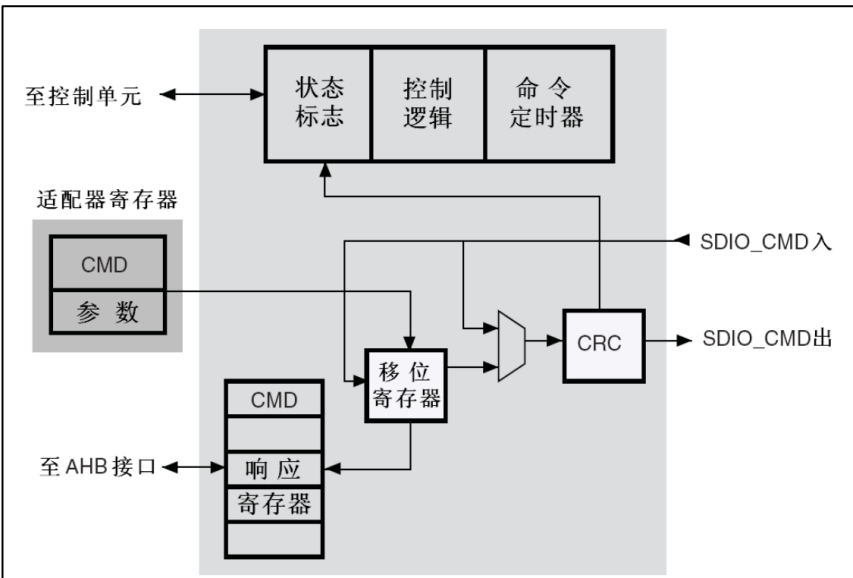 至控制单元
状态
标志
控制
逻辑
命令
定时器
适配器寄存器
CMD
参数
SDIO_CMD入
SDIO_CMD出
移位
寄存器
CRC
CMD
响应
寄存器
至AHB接口